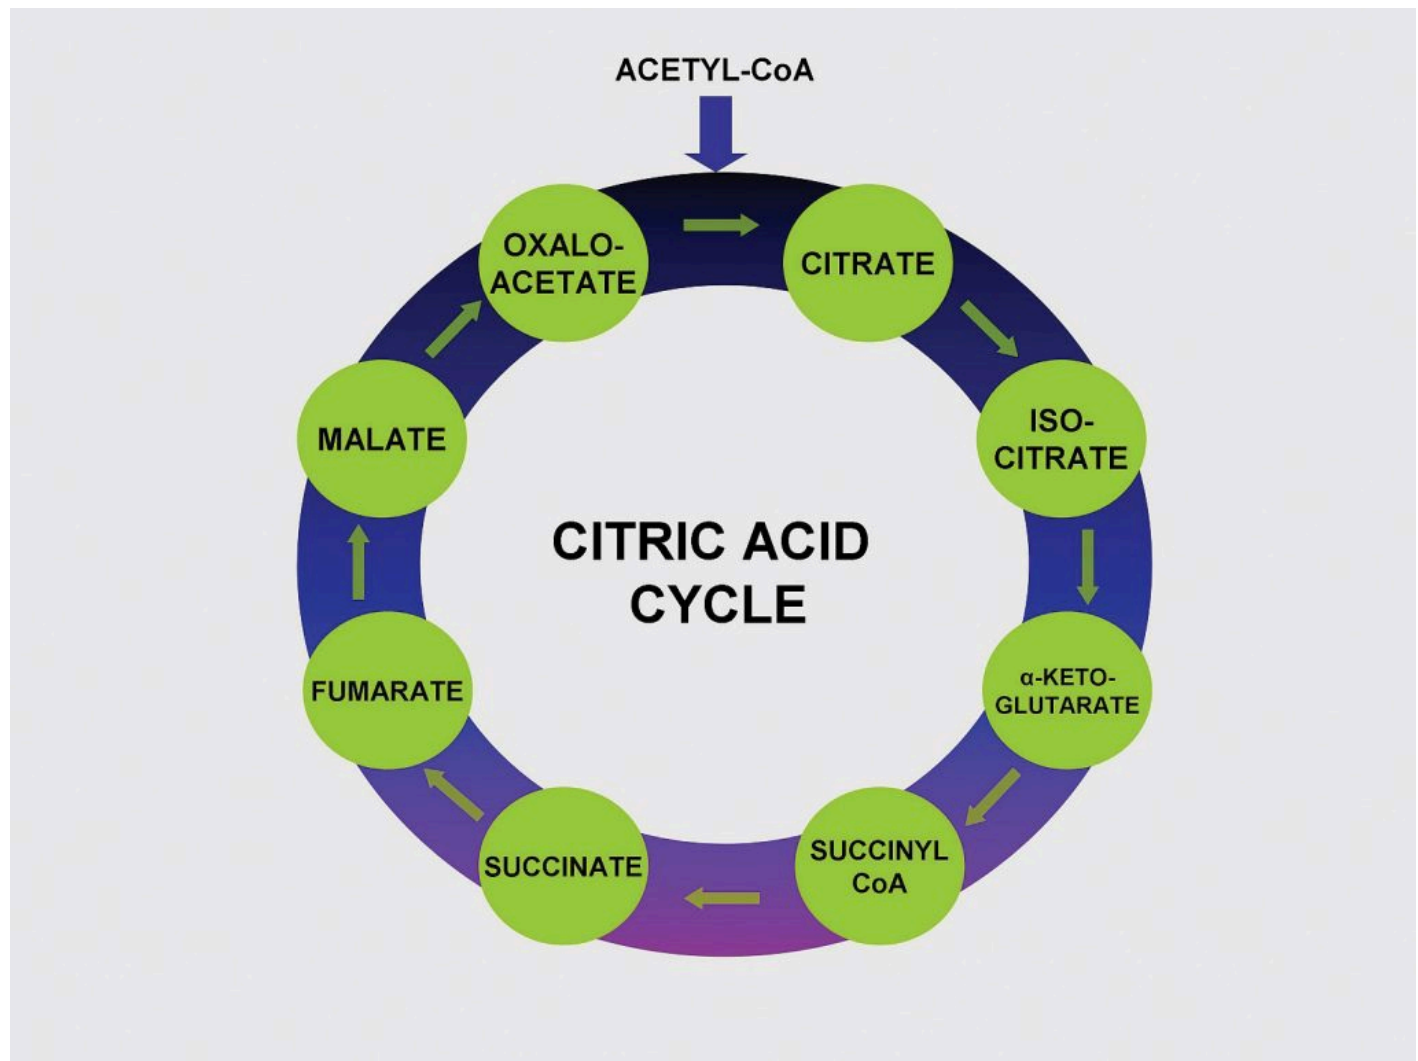 ACETYL-CoA
OXALO-
ACETATE
CITRATE
MALATE
ISO-
CITRATE
CITRIC ACID
CYCLE
FUMARATE
α-KETO-
GLUTARATE
SUCCINATE
SUCCINYL
CoA